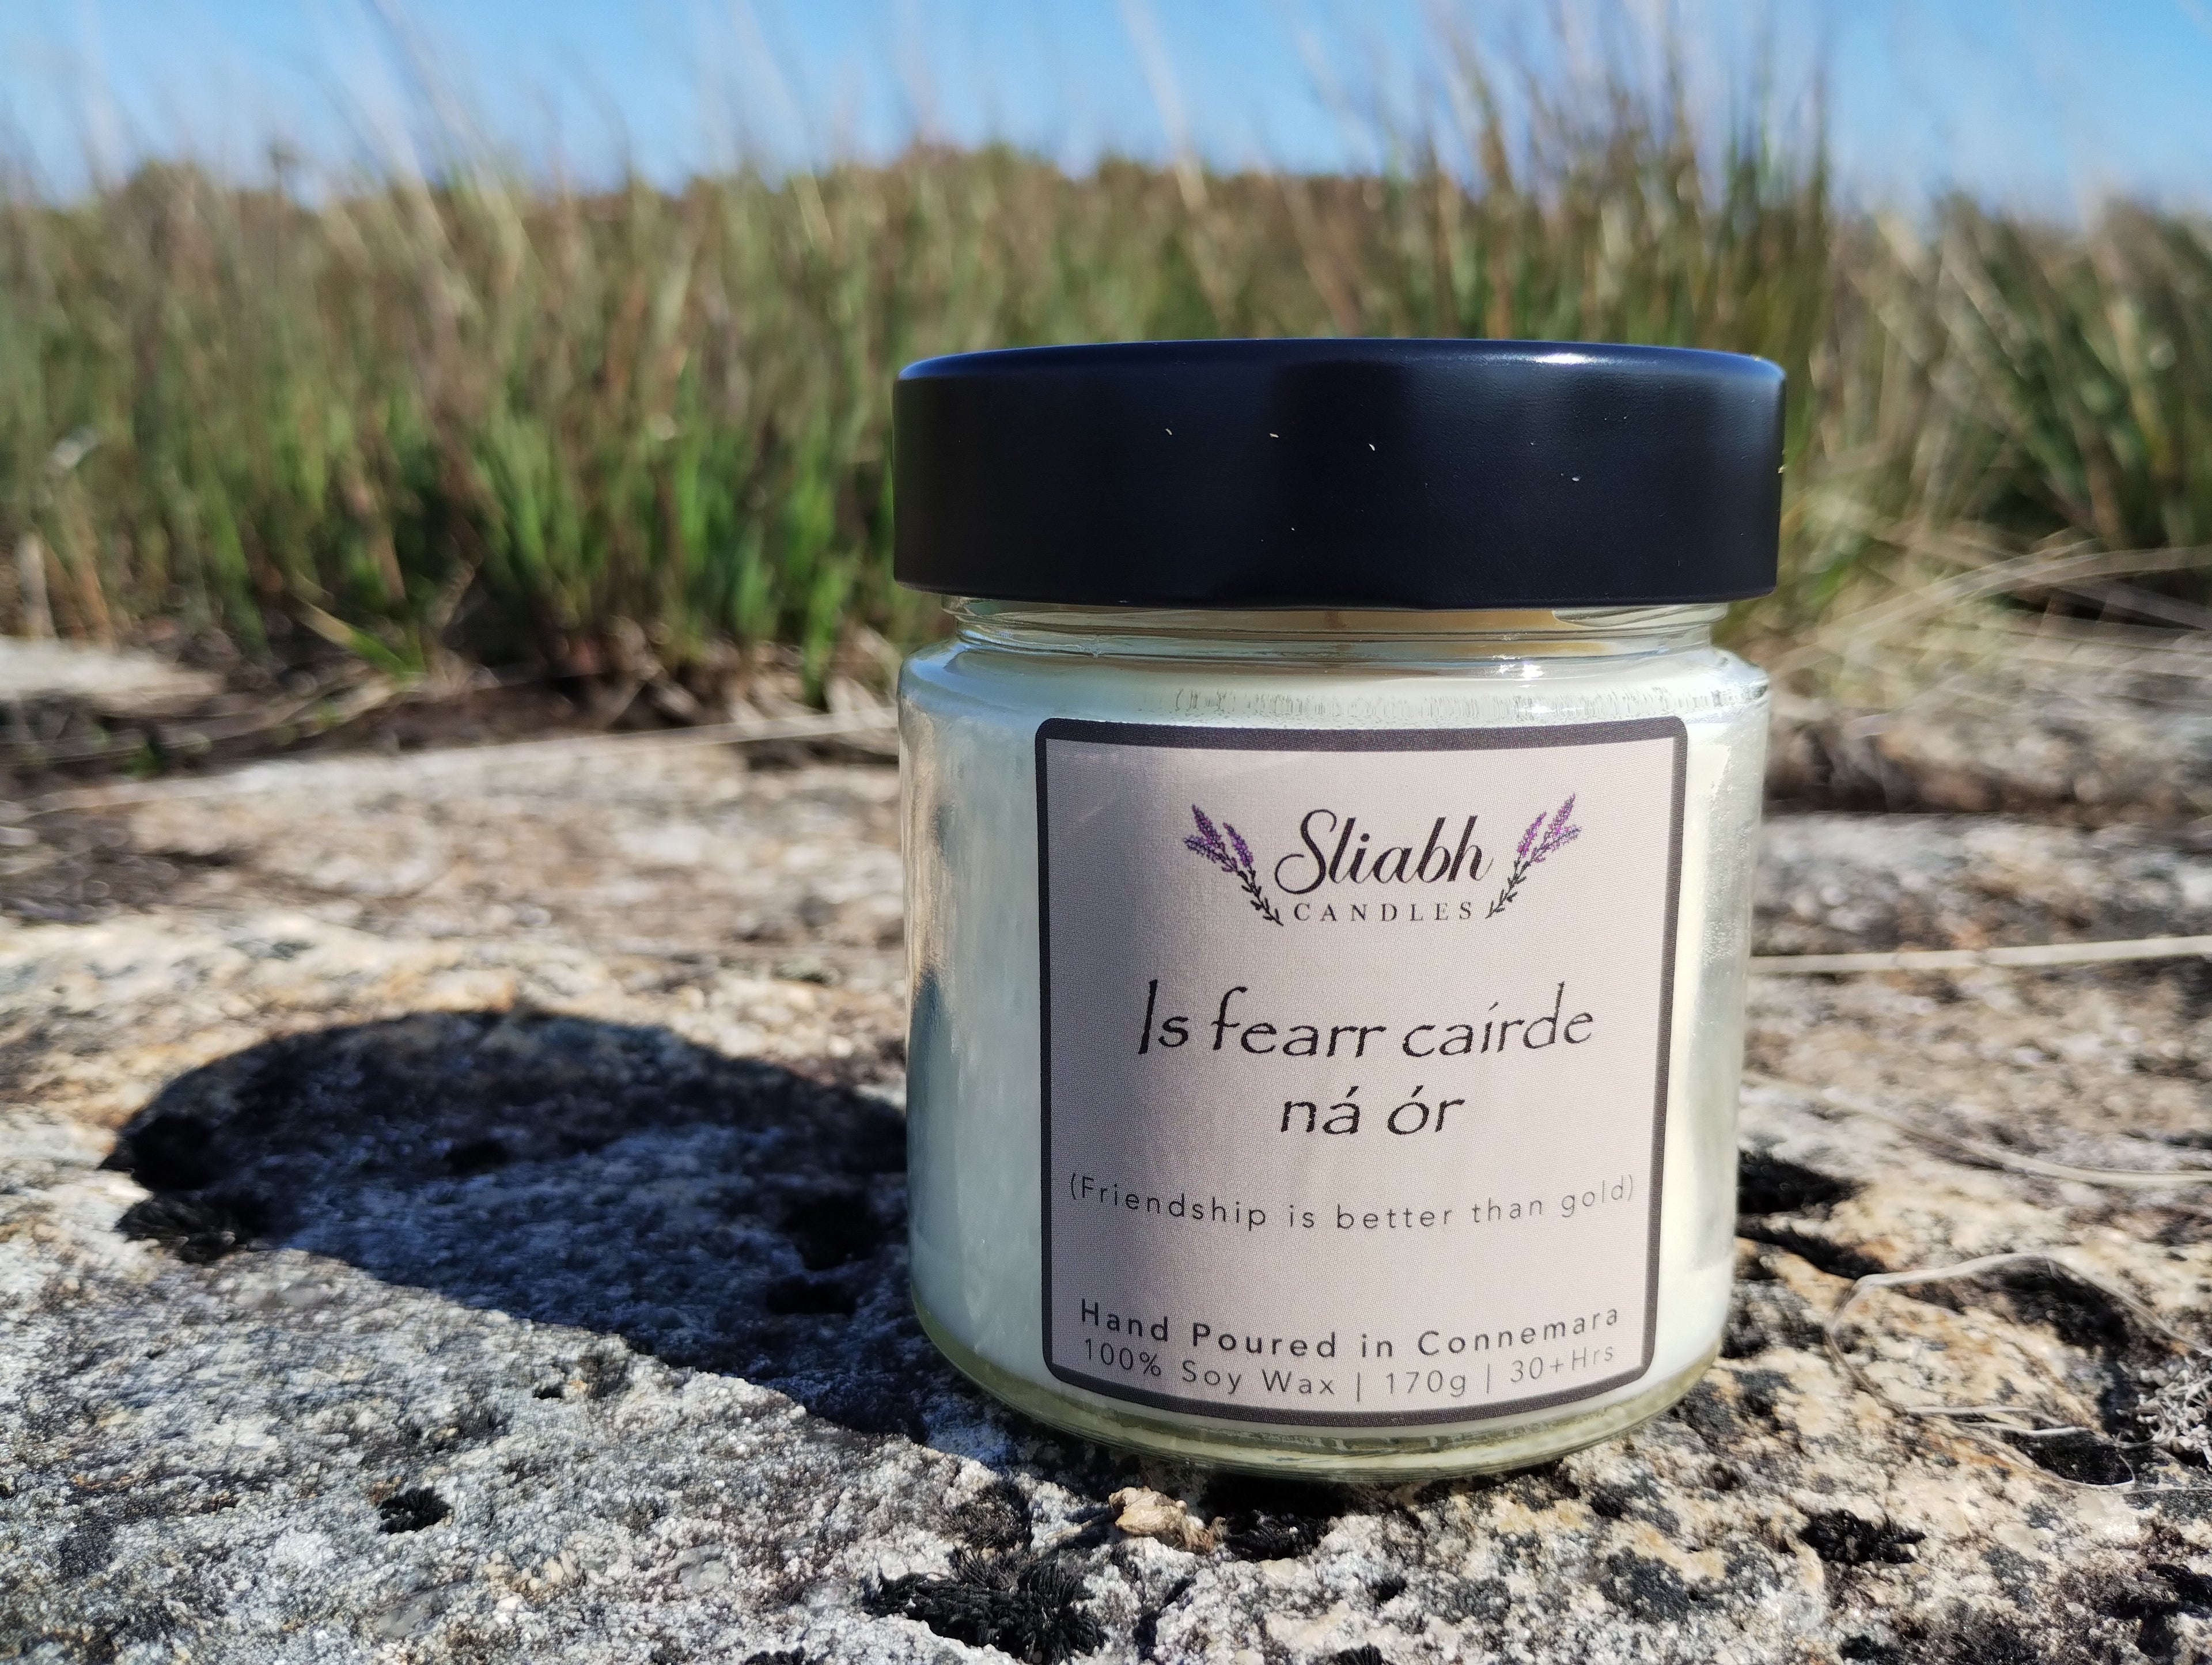 Sliabh
CANDLES
Is fearr cairde
ná ór
(Friendship is better than gold)
Hand Poured in Connemara
100% Soy Wax | 170g | 30+Hrs